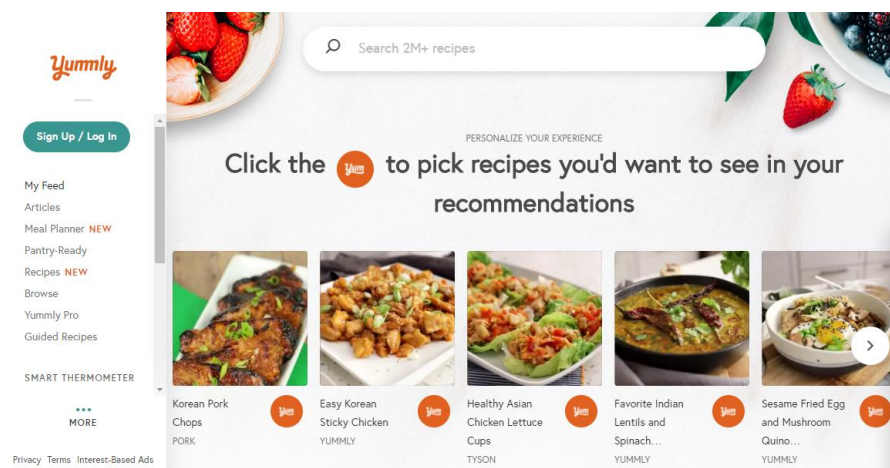 Yummly
Sign Up / Log In
My Feed
Articles
Meal Planner NEW
Pantry-Ready
Recipes NEW
Browse
Yummly Pro
Guided Recipes
SMART THERMOMETER
MORE
Privacy Terms Interest-Based Ads
Search 2M+ recipes
PERSONALIZE YOUR EXPERIENCE
Click the Yum to pick recipes you'd want to see in your
recommendations
Korean Pork
Chops
PORK
Yum
Easy Korean
Sticky Chicken
YUMMLY
Yum
Healthy Asian
Chicken Lettuce
Cups
TYSON
Yum
Favorite Indian
Lentils and
Spinach...
YUMMLY
Yum
Sesame Fried Egg
and Mushroom
Quino...
YUMMLY
Yum